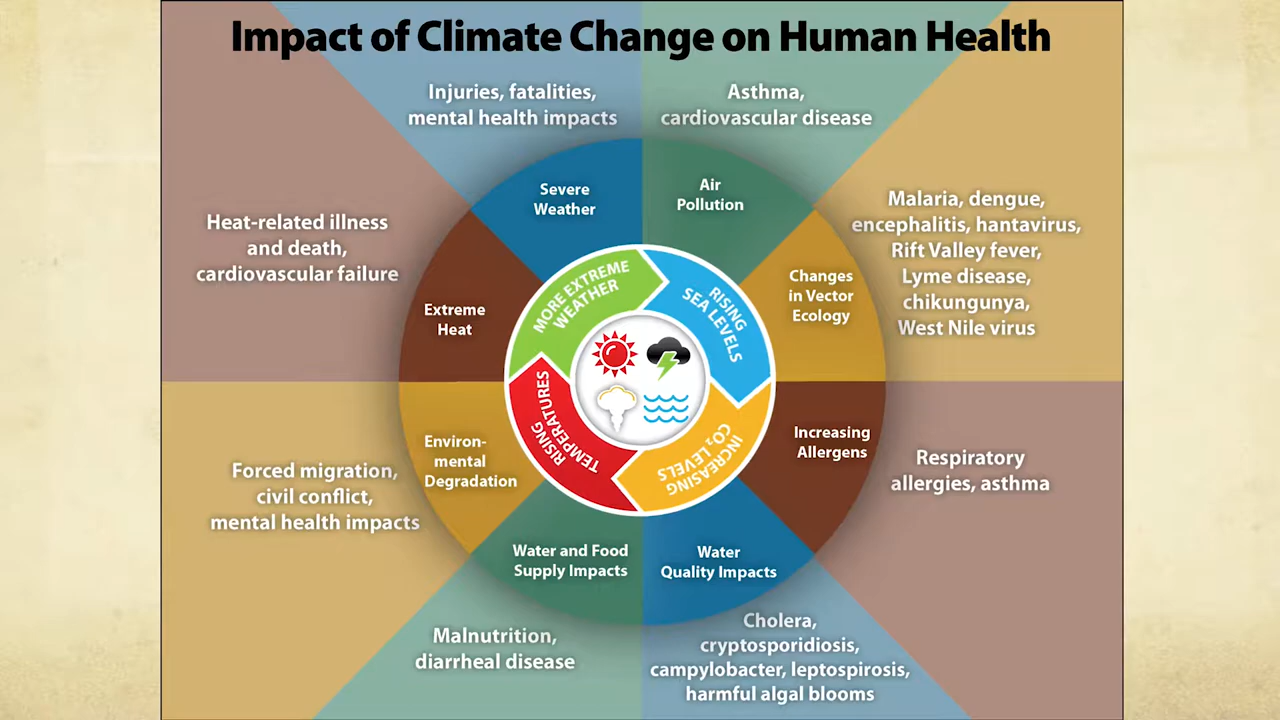 Impact of Climate Change on Human Health
Injuries, fatalities,
mental health impacts
Asthma,
cardiovascular disease
Severe
Weather
Air
Pollution
Heat-related illness
and death,
cardiovascular failure
Extreme
Heat
Changes
in Vector
Ecology
Malaria, dengue,
encephalitis, hantavirus,
Rift Valley fever,
Lyme disease,
chikungunya,
West Nile virus
MORE EXTREME
WEATHER
RISING
SEA LEVELS
RISING
TEMPERATURES
INCREASING
CO₂ LEVELS
Forced migration,
civil conflict,
mental health impacts
Environ-
mental
Degradation
Increasing
Allergens
Respiratory
allergies, asthma
Water and Food
Supply Impacts
Water
Quality Impacts
Malnutrition,
diarrheal disease
Cholera,
cryptosporidiosis,
campylobacter, leptospirosis,
harmful algal blooms